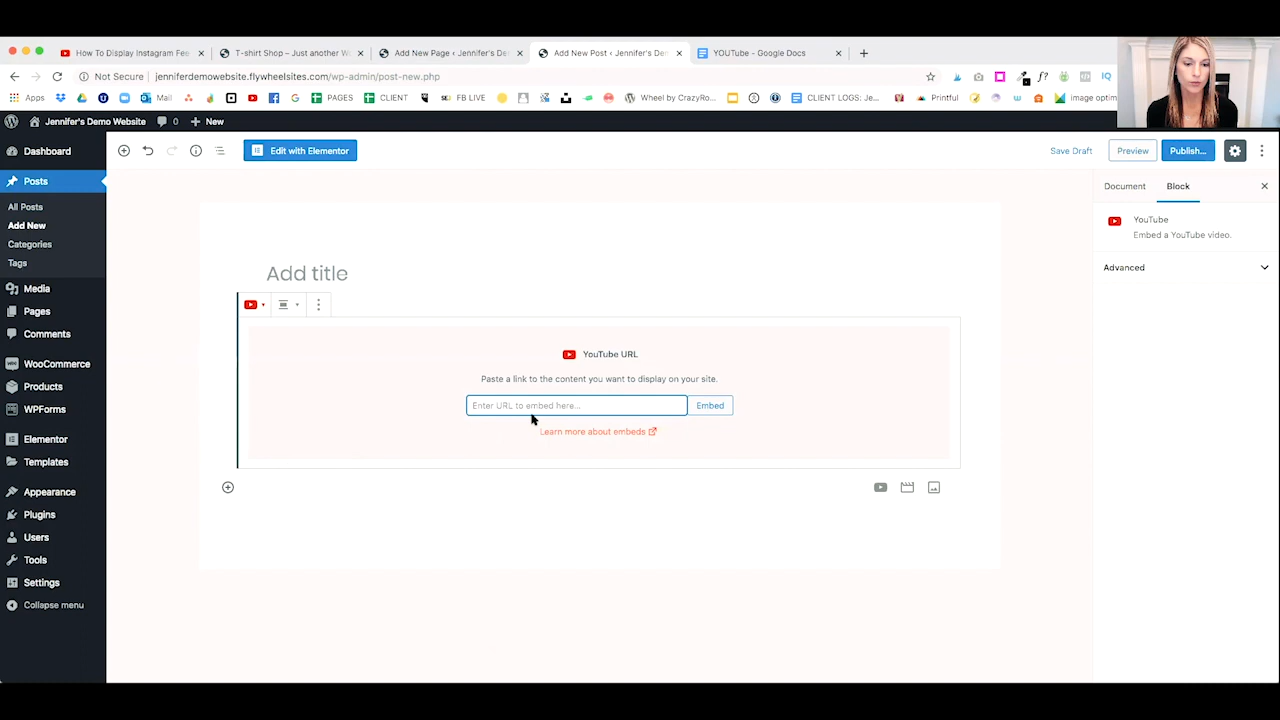 How To Display Instagram Fee
T-shirt Shop – Just another W
Add New Page ‹ Jennifer's De
Add New Post ‹ Jennifer's De
YOUTube - Google Docs
Not Secure
jenniferdemowebsite.flywheelsites.com/wp-admin/post-new.php
Apps
Mail
PAGES
CLIENT
FB LIVE
Wheel by CrazyRo...
CLIENT LOGS: Je...
Printful
image optim
Jennifer's Demo Website
0
New
Dashboard
Posts
All Posts
Add New
Categories
Tags
Media
Pages
Comments
WooCommerce
Products
WPForms
Elementor
Templates
Appearance
Plugins
Users
Tools
Settings
Collapse menu
Edit with Elementor
Save Draft
Preview
Publish...
Add title
YouTube URL
Paste a link to the content you want to display on your site.
Enter URL to embed here...
Embed
Learn more about embeds
Document
Block
YouTube
Embed a YouTube video.
Advanced